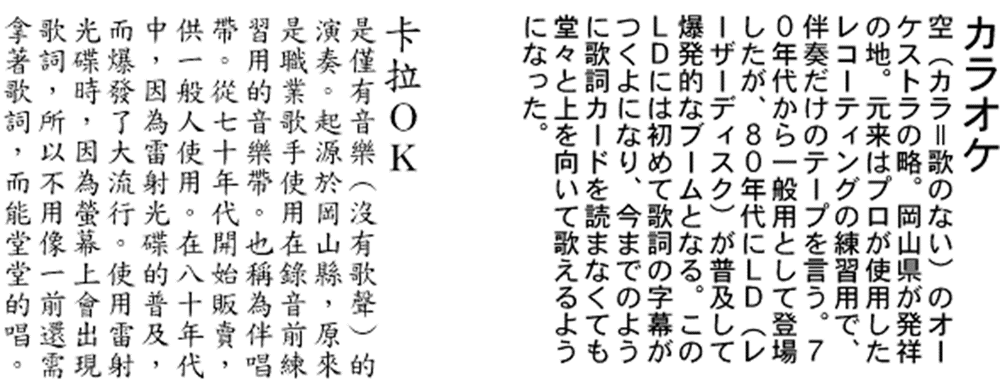 カラオケ
空（カラ＝歌のない）のオー
ケストラの略。岡山県が発祥
の地。元来はプロが使用した
レコーティングの練習用で、
伴奏だけのテープを言う。７
０年代から一般用として登場
したが、８０年代にＬＤ（レ
ーザーディスク）が普及して
爆発的なブームとなる。この
ＬＤには初めて歌詞の字幕が
つくよになり、今までのよう
に歌詞カードを読まなくても
堂々と上を向いて歌えるよう
になった。
卡拉OK
是僅有音樂（沒有歌聲）的
演奏。起源於岡山縣，原來
是職業歌手使用在錄音前練
習用的音樂帶。也稱為伴唱
帶。從七十年代開始販賣，
供一般人使用。在八十年代
中，因為雷射光碟的普及，
而爆發了大流行。使用雷射
光碟時，因為螢幕上會出現
歌詞，所以不用像一前還需
拿著歌詞，而能堂堂的唱。